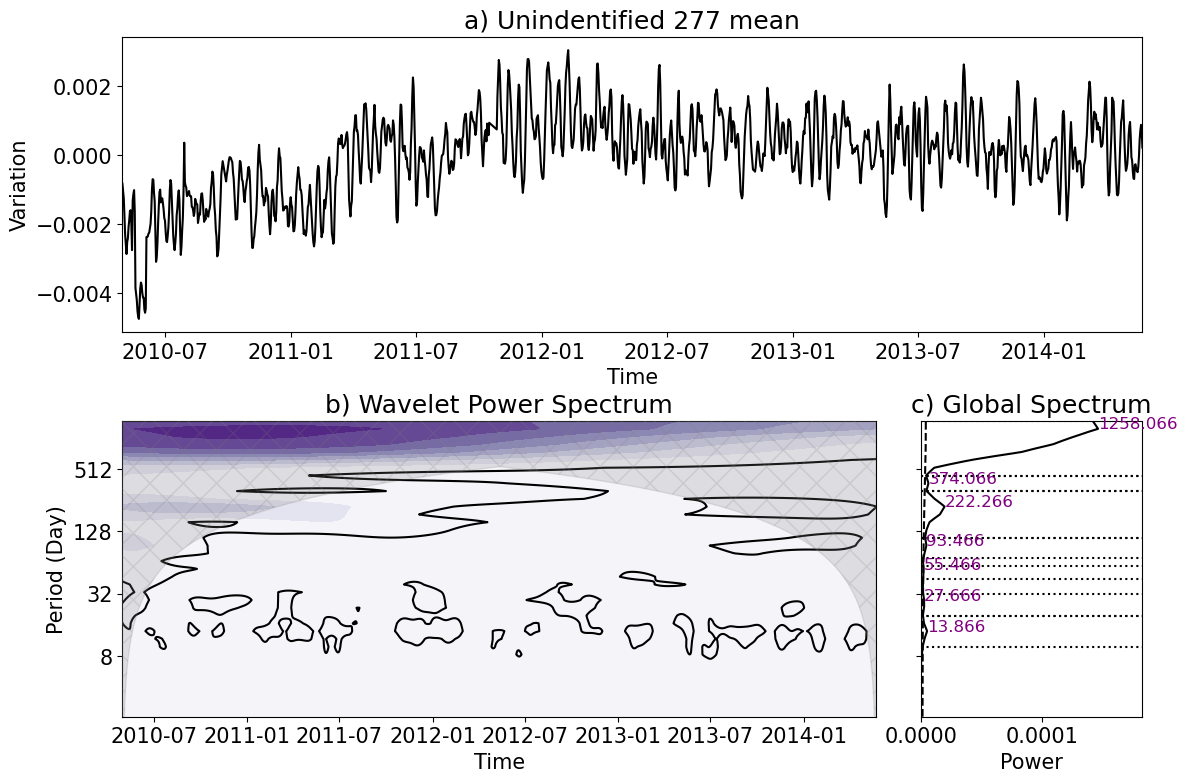 a) Unidentified 277 mean
Variation
0.002
0.000
−0.002
−0.004
2010-07 2011-01 2011-07 2012-01 2012-07 2013-01 2013-07 2014-01
Time
b) Wavelet Power Spectrum
Period (Day)
512
128
32
8
2010-07 2011-01 2011-07 2012-01 2012-07 2013-01 2013-07 2014-01
Time
c) Global Spectrum
1258.066
374.066
222.266
93.466
55.466
27.666
13.866
0.0000 0.0001
Power